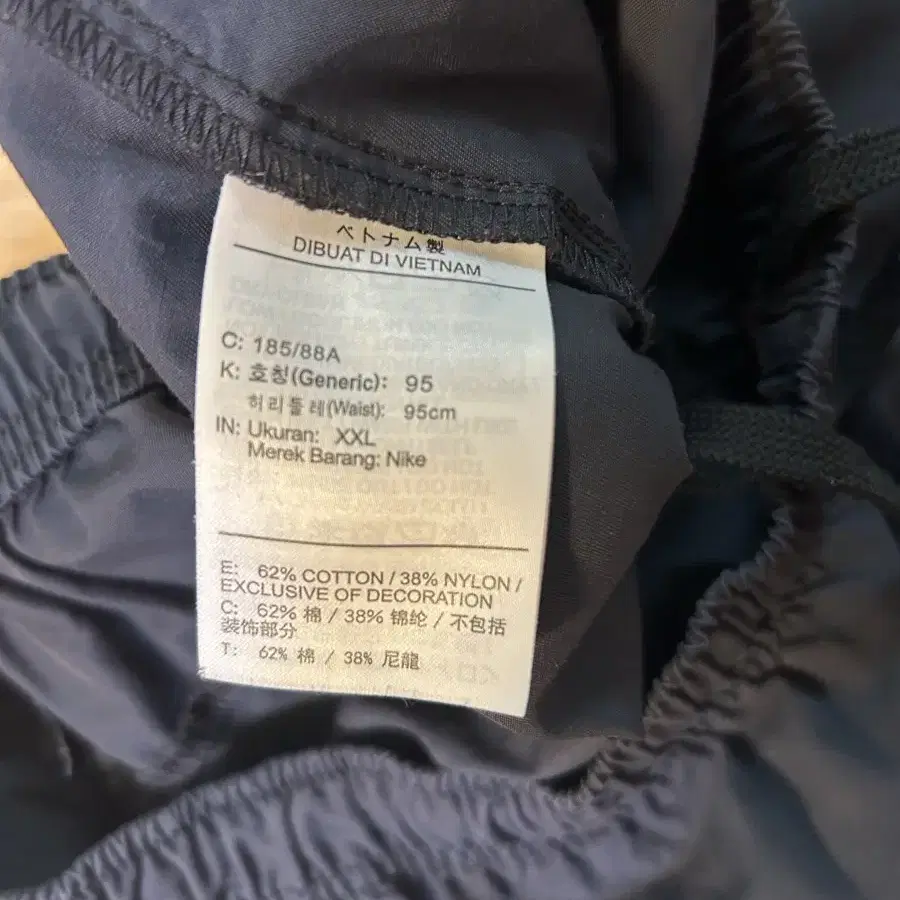 ベトナム製
DIBUAT DI VIETNAM
C: 185/88A
K: 호칭(Generic): 95
허리둘레(Waist): 95cm
IN: Ukuran: XXL
Merek Barang: Nike
E: 62% COTTON / 38% NYLON /
EXCLUSIVE OF DECORATION
C: 62% 棉 / 38% 锦纶 / 不包括
装饰部分
T: 62% 棉 / 38% 尼龍